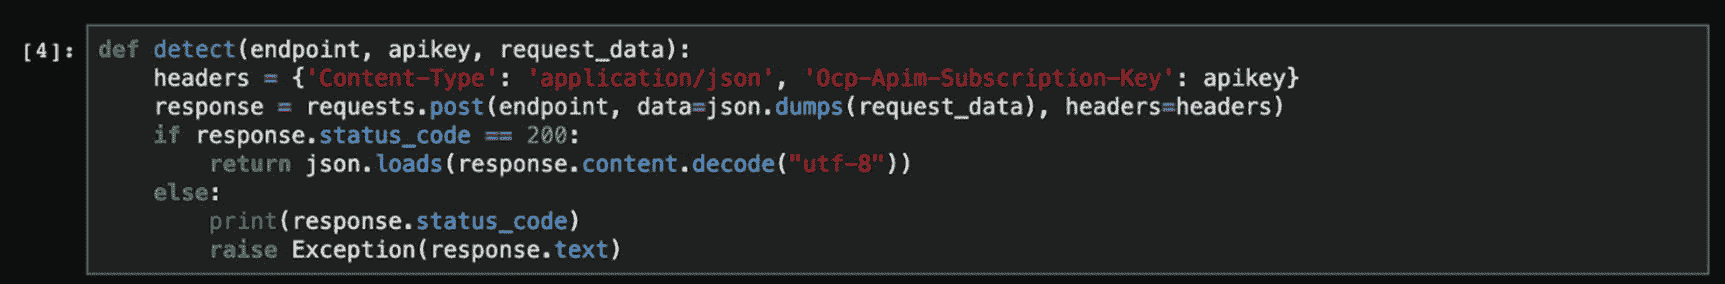 [4]: def detect(endpoint, apikey, request_data):
headers = {'Content-Type': 'application/json', 'Ocp-Apim-Subscription-Key': apikey}
response = requests.post(endpoint, data=json.dumps(request_data), headers=headers)
if response.status_code == 200:
return json.loads(response.content.decode("utf-8"))
else:
print(response.status_code)
raise Exception(response.text)